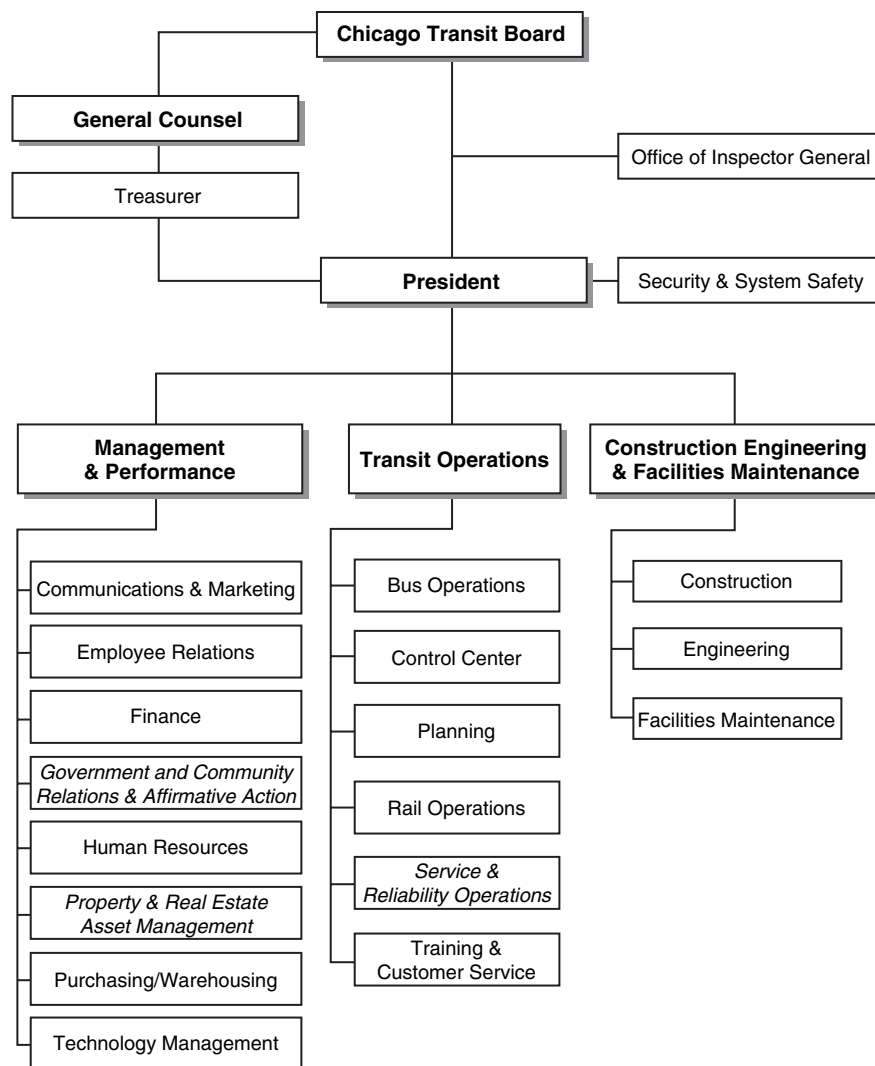 Chicago Transit Board
General Counsel
Office of Inspector General
Treasurer
President
Security & System Safety
Management
& Performance
Transit Operations
Construction Engineering
& Facilities Maintenance
Communications & Marketing
Employee Relations
Finance
Government and Community
Relations & Affirmative Action
Human Resources
Property & Real Estate
Asset Management
Purchasing/Warehousing
Technology Management
Bus Operations
Control Center
Planning
Rail Operations
Service &
Reliability Operations
Training &
Customer Service
Construction
Engineering
Facilities Maintenance